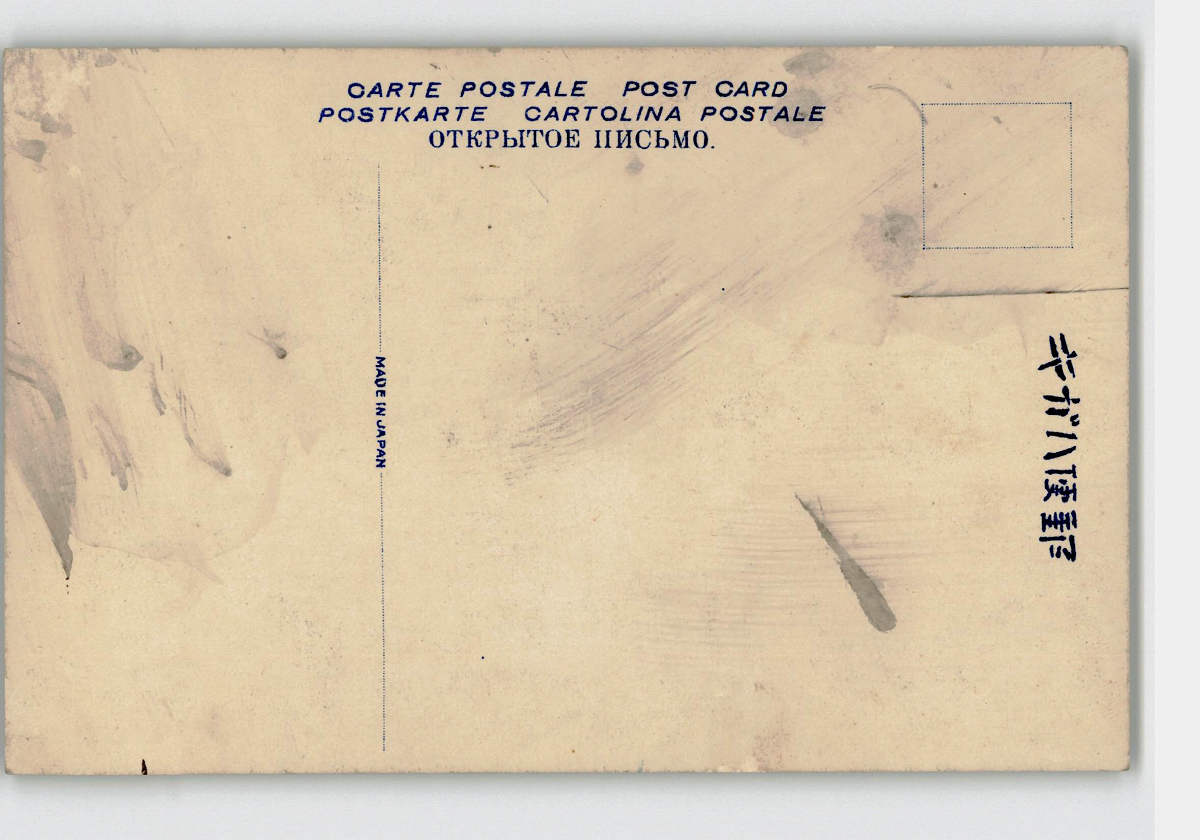 CARTE POSTALE POST CARD
POSTKARTE CARTOLINA POSTALE
ОТКРЫТОЕ ПИСЬМО.
MADE IN JAPAN
郵便ハガキ